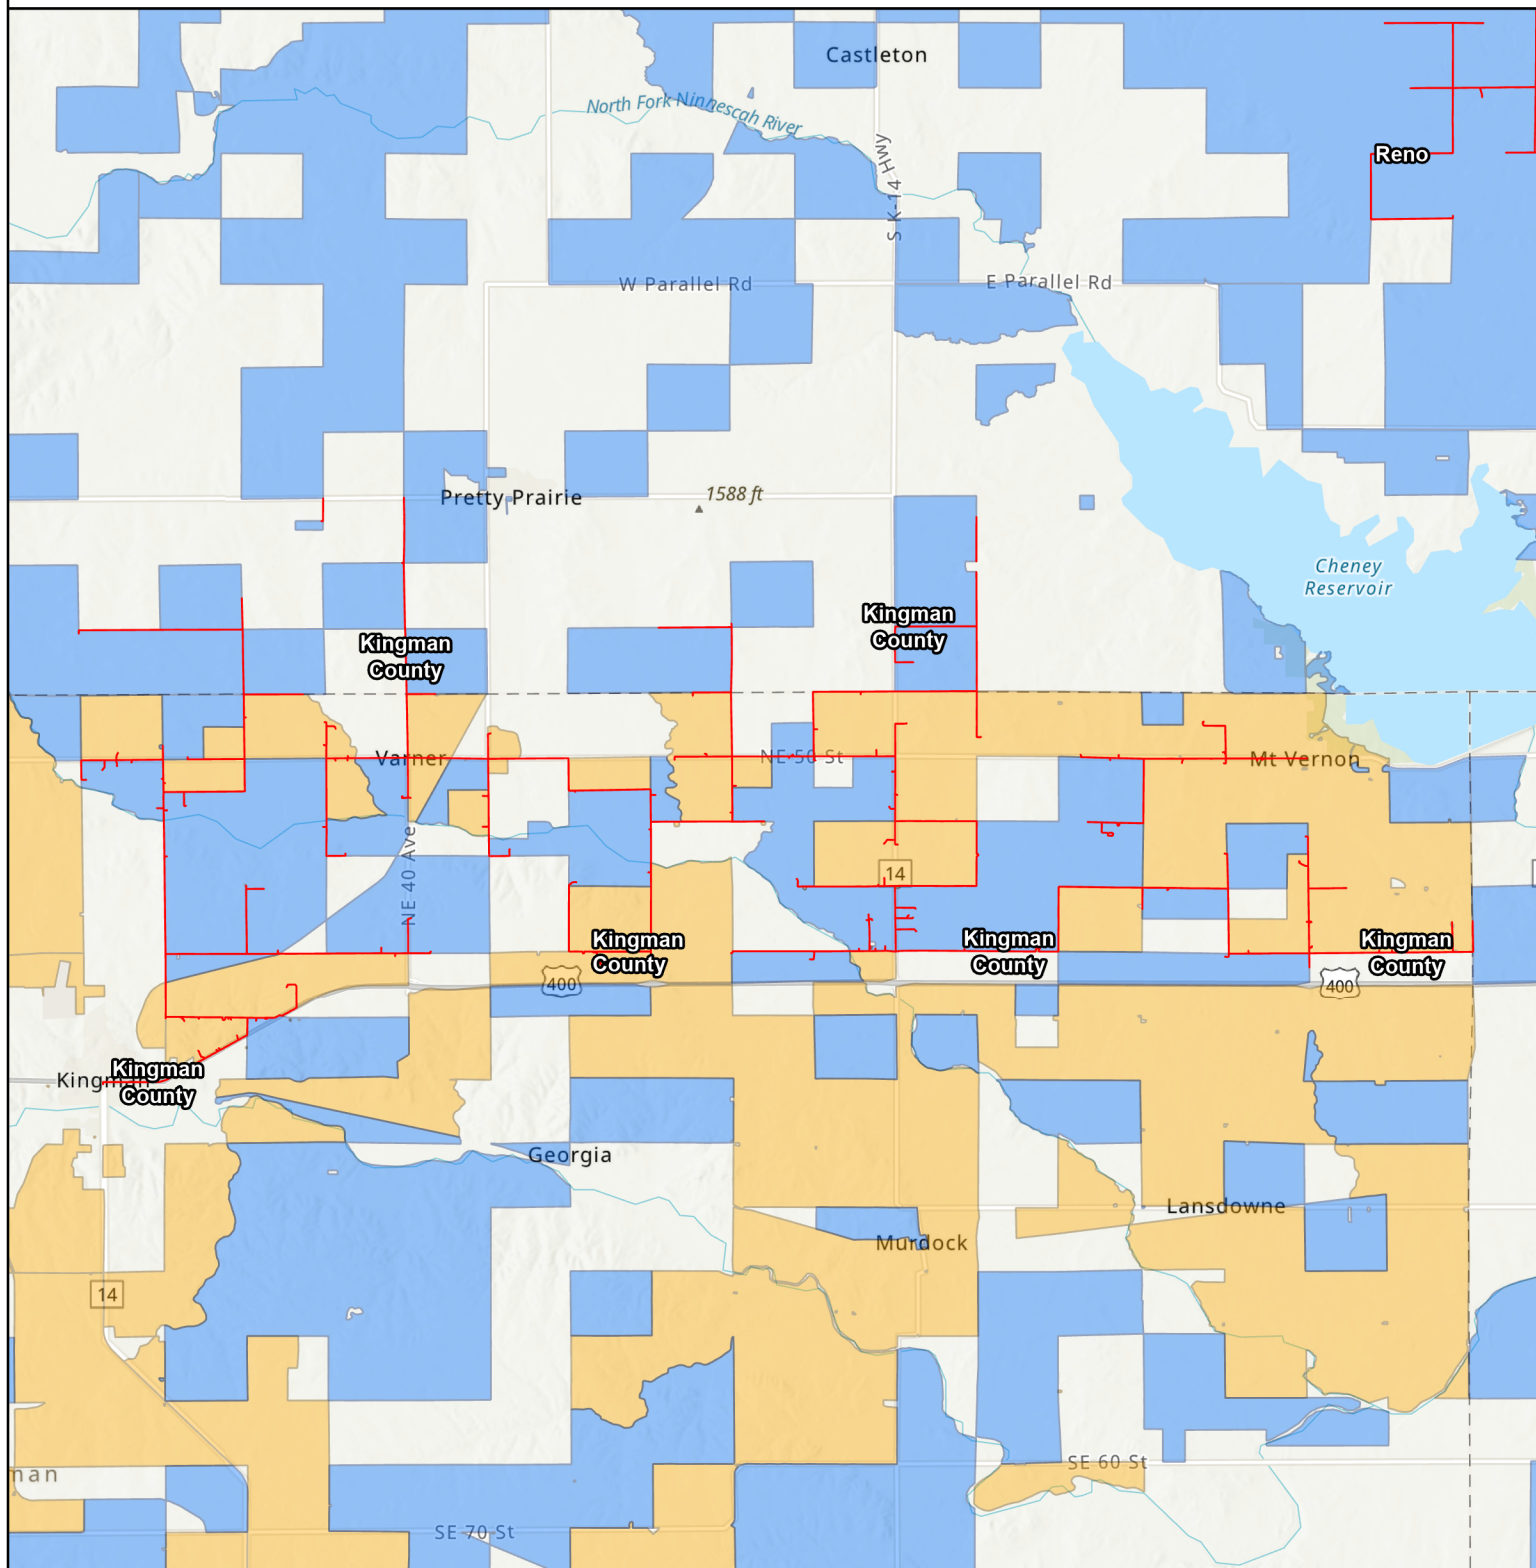 Castleton
North Fork Ninnescah River
S K-14 Hwy
Reno
W Parallel Rd
E Parallel Rd
Pretty Prairie
1588 ft
Cheney
Reservoir
Kingman
County
Kingman
County
Varner
NE 50 St
Mt Vernon
NE 40 Ave
14
Kingman
County
Kingman
County
Kingman
County
400
400
Kingman
Kingman
County
Georgia
Lansdowne
Murdock
14
SE 60 St
man
SE 70 St